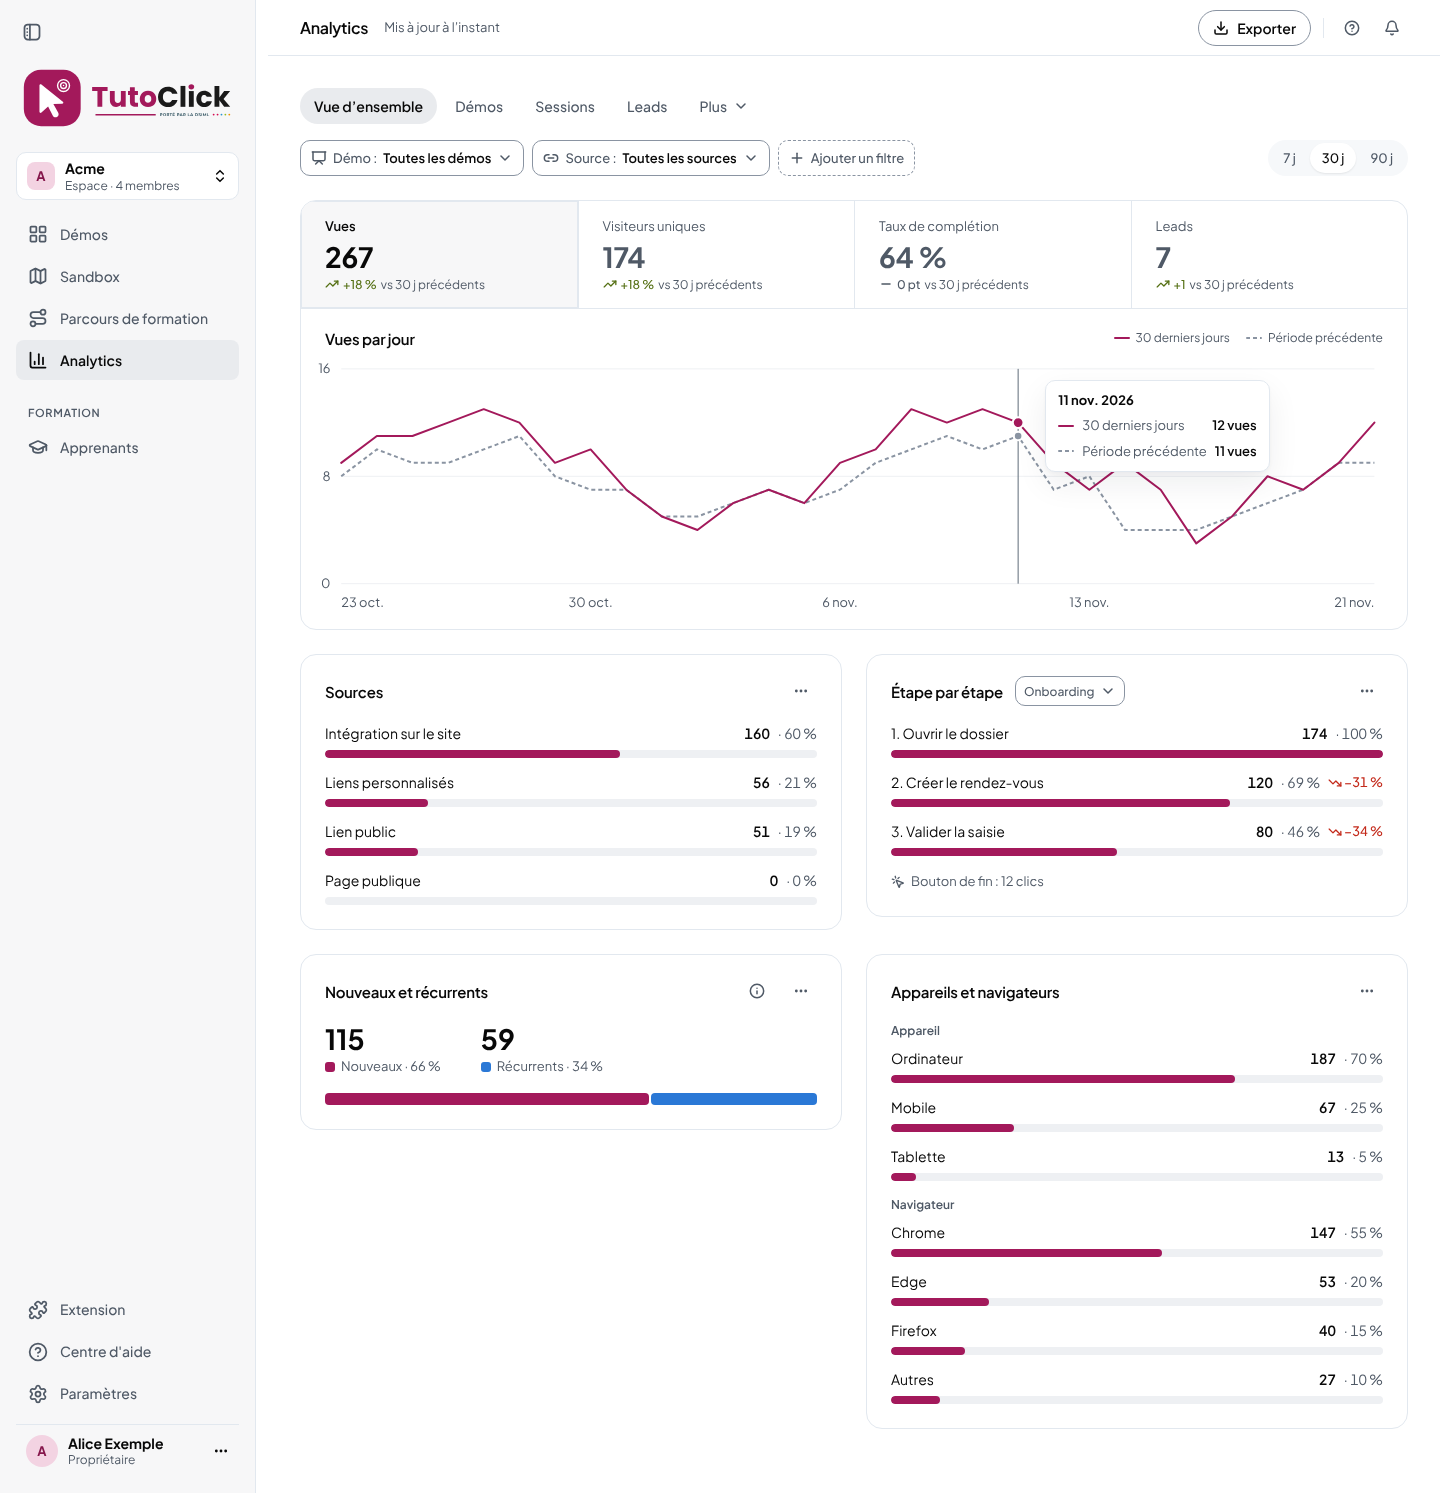 TutoClick
PORTÉ PAR LA DSIML
A
Acme
Espace · 4 membres
Démos
Sandbox
Parcours de formation
Analytics
FORMATION
Apprenants
Extension
Centre d'aide
Paramètres
A
Alice Exemple
Propriétaire
Analytics
Mis à jour à l’instant
Exporter
Vue d’ensemble
Démos
Sessions
Leads
Plus
Démo : Toutes les démos
Source : Toutes les sources
Ajouter un filtre
7 j
30 j
90 j
Vues
267
+18 % vs 30 j précédents
Visiteurs uniques
174
+18 % vs 30 j précédents
Taux de complétion
64 %
0 pt vs 30 j précédents
Leads
7
+1 vs 30 j précédents
Vues par jour
30 derniers jours
Période précédente
16
8
0
11 nov. 2026
30 derniers jours 12 vues
Période précédente 11 vues
23 oct.
30 oct.
6 nov.
13 nov.
21 nov.
Sources
Intégration sur le site 160 · 60 %
Liens personnalisés 56 · 21 %
Lien public 51 · 19 %
Page publique 0 · 0 %
Étape par étape
Onboarding
1. Ouvrir le dossier 174 · 100 %
2. Créer le rendez-vous 120 · 69 % −31 %
3. Valider la saisie 80 · 46 % −34 %
Bouton de fin : 12 clics
Nouveaux et récurrents
115
Nouveaux · 66 %
59
Récurrents · 34 %
Appareils et navigateurs
Appareil
Ordinateur 187 · 70 %
Mobile 67 · 25 %
Tablette 13 · 5 %
Navigateur
Chrome 147 · 55 %
Edge 53 · 20 %
Firefox 40 · 15 %
Autres 27 · 10 %